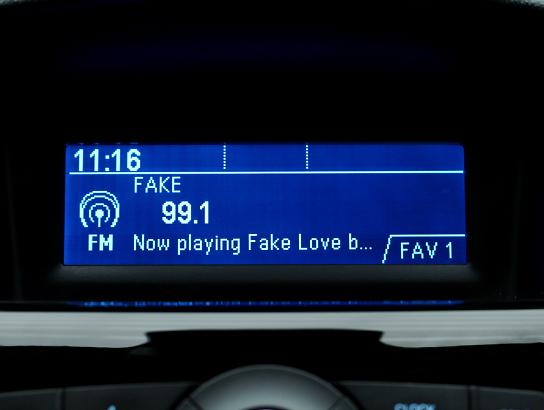 11:16
FAKE
99.1
FM
Now playing Fake Love b...
FAV 1